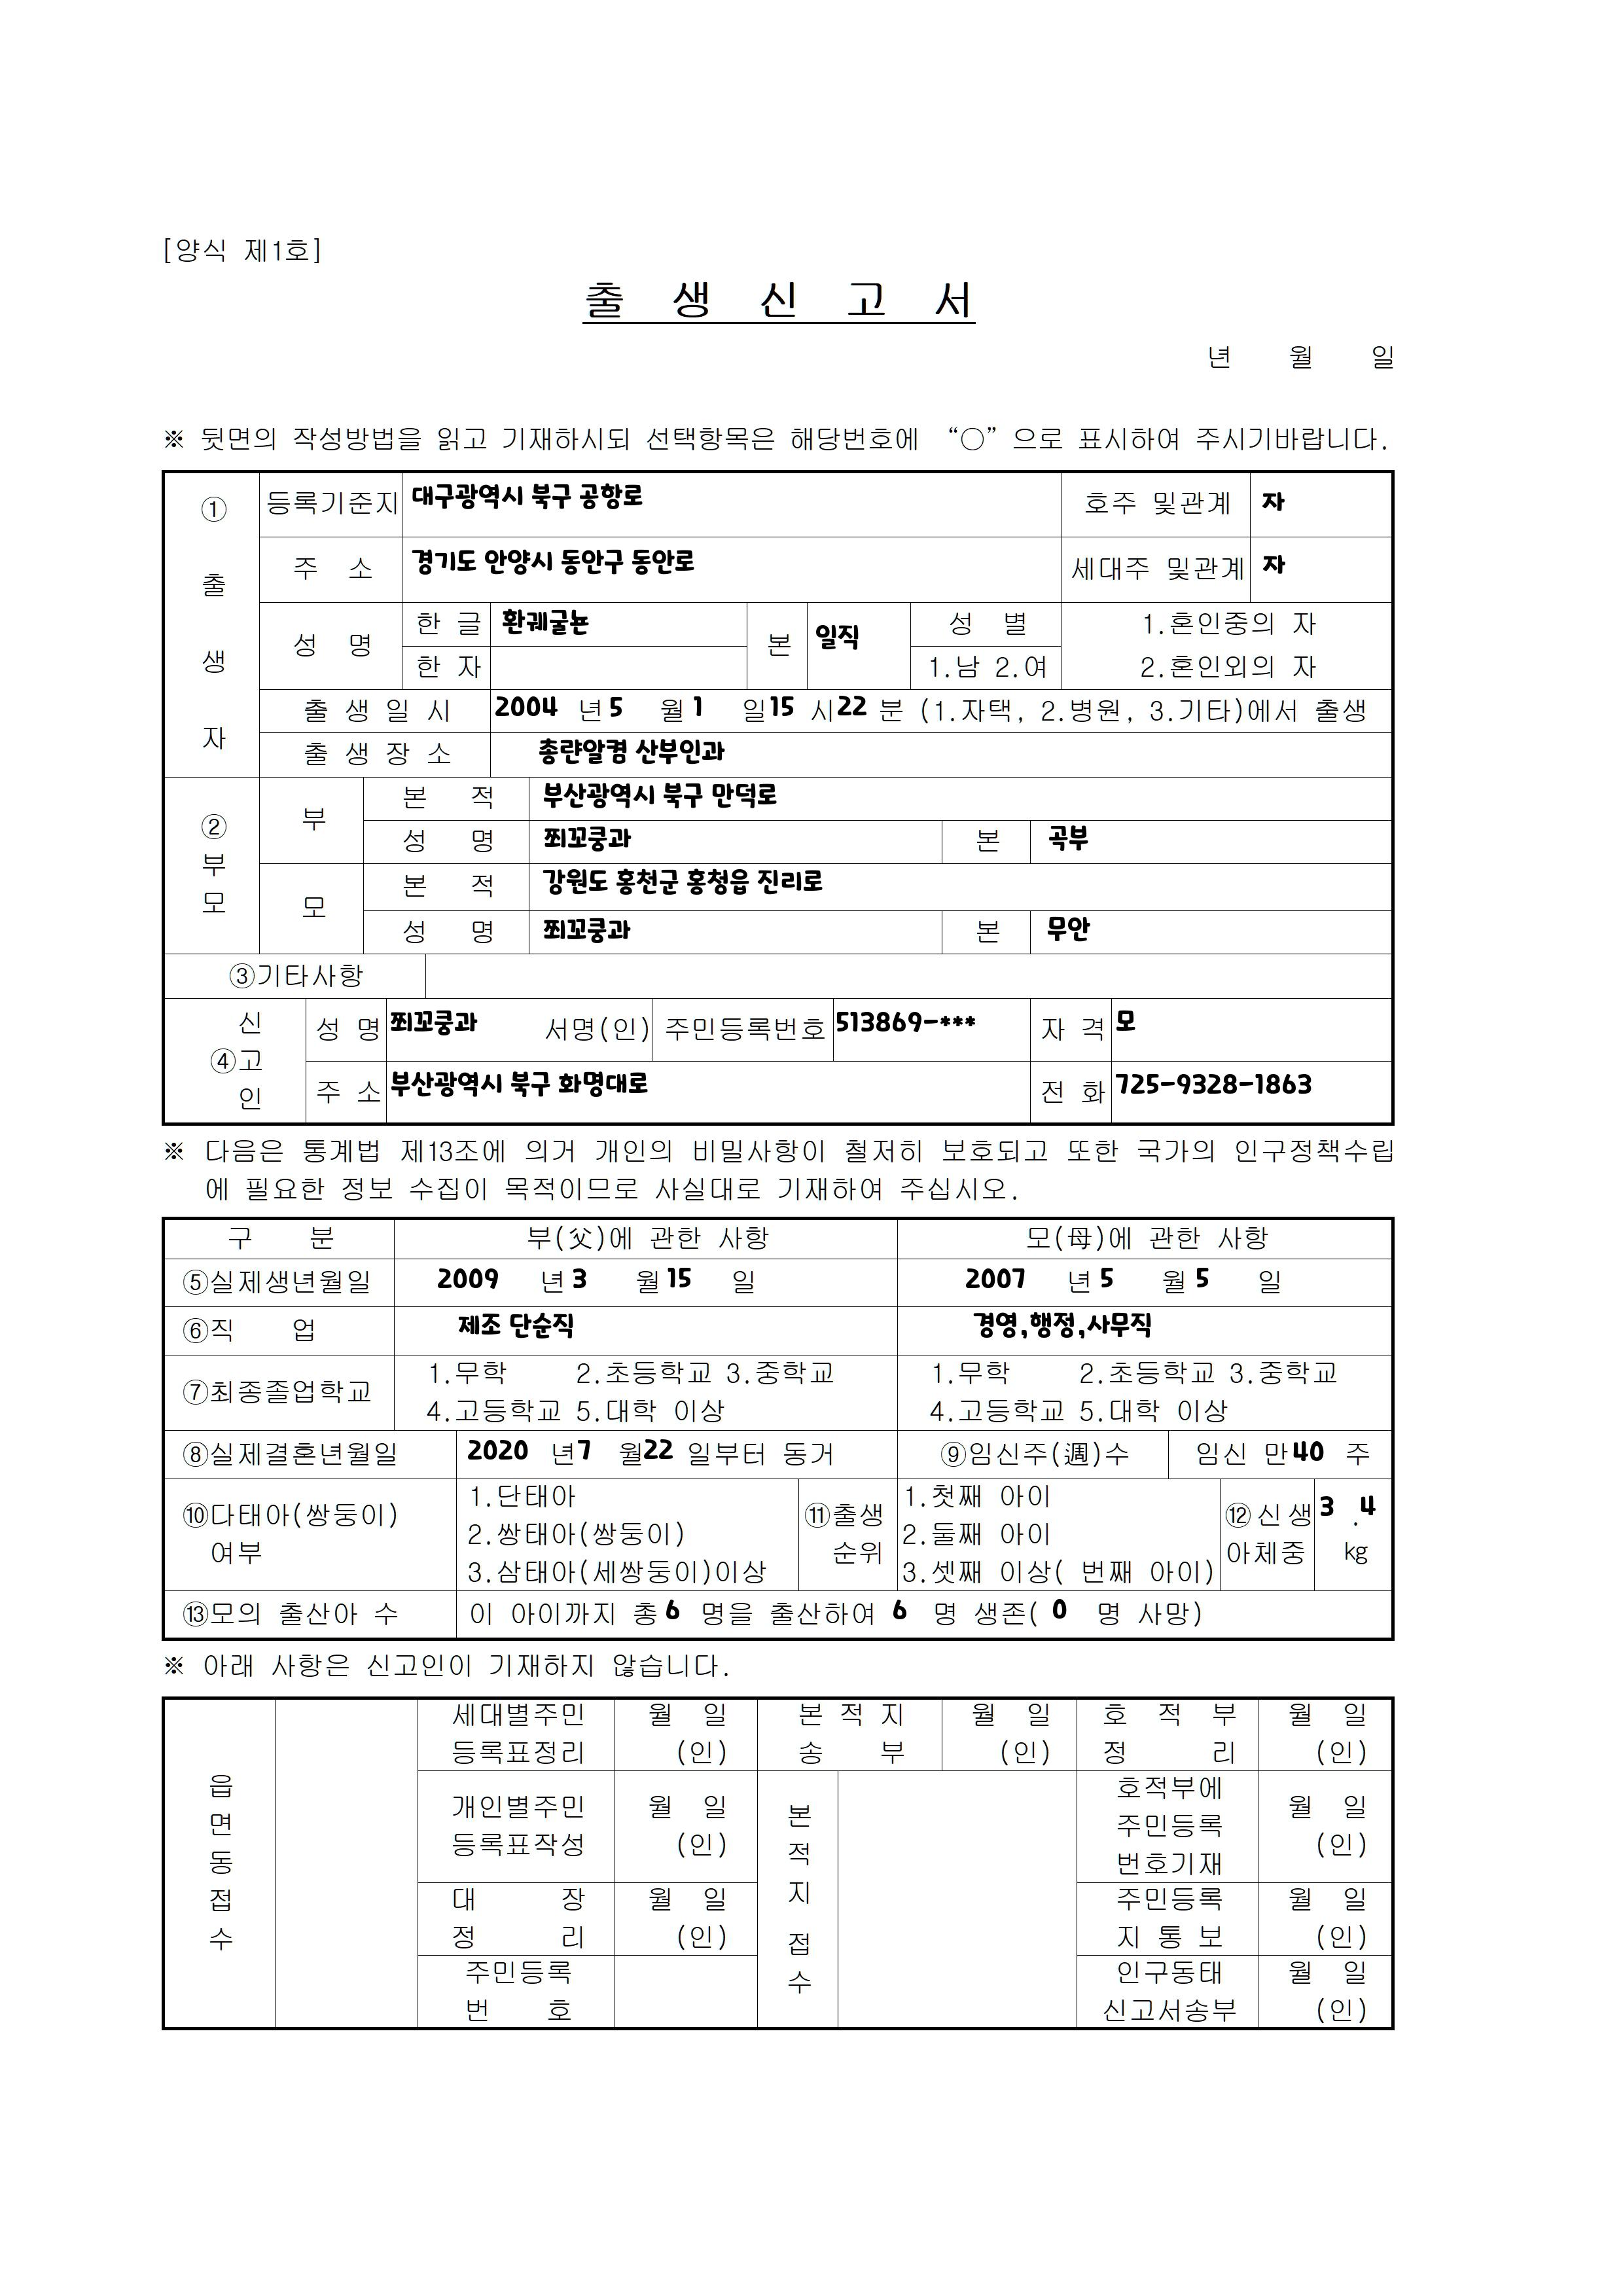 [양식 제1호]
출 생 신 고 서
년 월 일
※ 뒷면의 작성방법을 읽고 기재하시되 선택항목은 해당번호에 “○”으로 표시하여 주시기바랍니다.
① 출 생 자
등록기준지 대구광역시 북구 공항로 호주 및관계 자
주 소 경기도 안양시 동안구 동안로 세대주 및관계 자
성 명 한 글 환궤굴뇬 본 일직 성 별 1.혼인중의 자
한 자 1.남 2.여 2.혼인외의 자
출 생 일 시 2004 년 5 월 1 일 15 시 22 분 (1.자택, 2.병원, 3.기타)에서 출생
출 생 장 소 총랸알켬 산부인과
② 부 모
부 본 적 부산광역시 북구 만덕로
성 명 쬐꼬쿵과 본 곡부
모 본 적 강원도 홍천군 홍청읍 진리로
성 명 쬐꼬쿵과 본 무안
③기타사항
④ 신 고 인
성 명 쬐꼬쿵과 서명(인) 주민등록번호 513869-*** 자 격 모
주 소 부산광역시 북구 화명대로 전 화 725-9328-1863
※ 다음은 통계법 제13조에 의거 개인의 비밀사항이 철저히 보호되고 또한 국가의 인구정책수립
에 필요한 정보 수집이 목적이므로 사실대로 기재하여 주십시오.
구 분 부(父)에 관한 사항 모(母)에 관한 사항
⑤실제생년월일 2009 년 3 월 15 일 2007 년 5 월 5 일
⑥직 업 제조 단순직 경영,행정,사무직
⑦최종졸업학교 1.무학 2.초등학교 3.중학교 1.무학 2.초등학교 3.중학교
4.고등학교 5.대학 이상 4.고등학교 5.대학 이상
⑧실제결혼년월일 2020 년 7 월 22 일부터 동거 ⑨임신주(週)수 임신 만 40 주
⑩다태아(쌍둥이) 여부
1.단태아
2.쌍태아(쌍둥이)
3.삼태아(세쌍둥이)이상
⑪출생 순위
1.첫째 아이
2.둘째 아이
3.셋째 이상( 번째 아이)
⑫신생 아체중
3 .4
kg
⑬모의 출산아 수 이 아이까지 총 6 명을 출산하여 6 명 생존( 0 명 사망)
※ 아래 사항은 신고인이 기재하지 않습니다.
읍 면 동 접 수
세대별주민 월 일 본 적 지 월 일 호 적 부 월 일
등록표정리 (인) 송 부 (인) 정 리 (인)
개인별주민 월 일
등록표작성 (인)
대 장 월 일
정 리 (인)
주민등록
번 호
본 적 지 접 수
호적부에
주민등록 월 일
번호기재 (인)
주민등록 월 일
지 통 보 (인)
인구동태 월 일
신고서송부 (인)